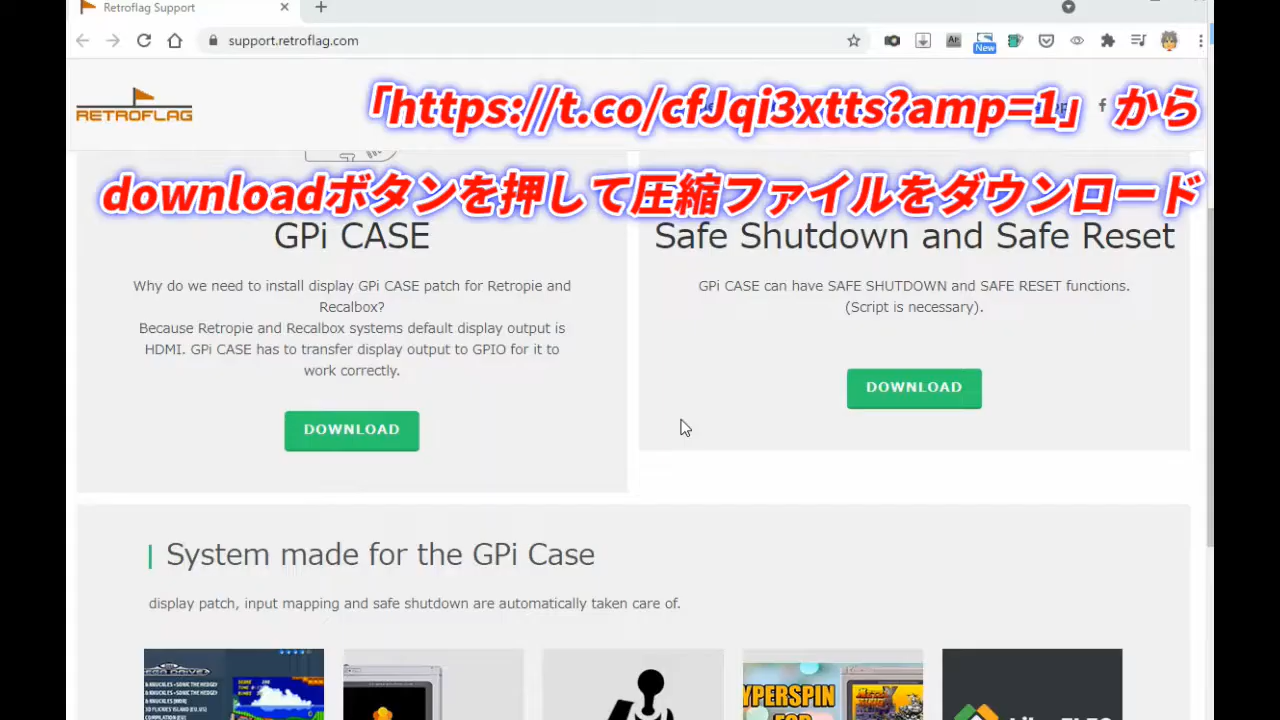 Retroflag Support
support.retroflag.com
New
RETROFLAG
「https://t.co/cfJqi3xtts?amp=1」から
downloadボタンを押して圧縮ファイルをダウンロード
GPi CASE
Why do we need to install display GPi CASE patch for Retropie and
Recalbox?
Because Retropie and Recalbox systems default display output is
HDMI. GPi CASE has to transfer display output to GPIO for it to
work correctly.
DOWNLOAD
Safe Shutdown and Safe Reset
GPi CASE can have SAFE SHUTDOWN and SAFE RESET functions.
(Script is necessary).
DOWNLOAD
System made for the GPi Case
display patch, input mapping and safe shutdown are automatically taken care of.